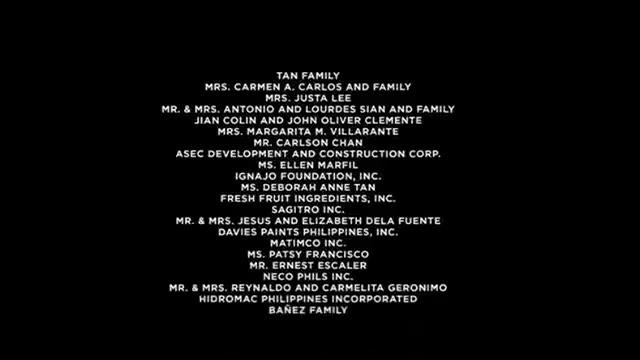 TAN FAMILY
MRS. CARMEN A. CARLOS AND FAMILY
MRS. JUSTA LEE
MR. & MRS. ANTONIO AND LOURDES SIAN AND FAMILY
JIAN COLIN AND JOHN OLIVER CLEMENTE
MRS. MARGARITA M. VILLARANTE
MR. CARLSON CHAN
ASEC DEVELOPMENT AND CONSTRUCTION CORP.
MS. ELLEN MARFIL
IGNAJO FOUNDATION, INC.
MS. DEBORAH ANNE TAN
FRESH FRUIT INGREDIENTS, INC.
SAGITRO INC.
MR. & MRS. JESUS AND ELIZABETH DELA FUENTE
DAVIES PAINTS PHILIPPINES, INC.
MATIMCO INC.
MS. PATSY FRANCISCO
MR. ERNEST ESCALER
NECO PHILS INC.
MR. & MRS. REYNALDO AND CARMELITA GERONIMO
HIDROMAC PHILIPPINES INCORPORATED
BAÑEZ FAMILY